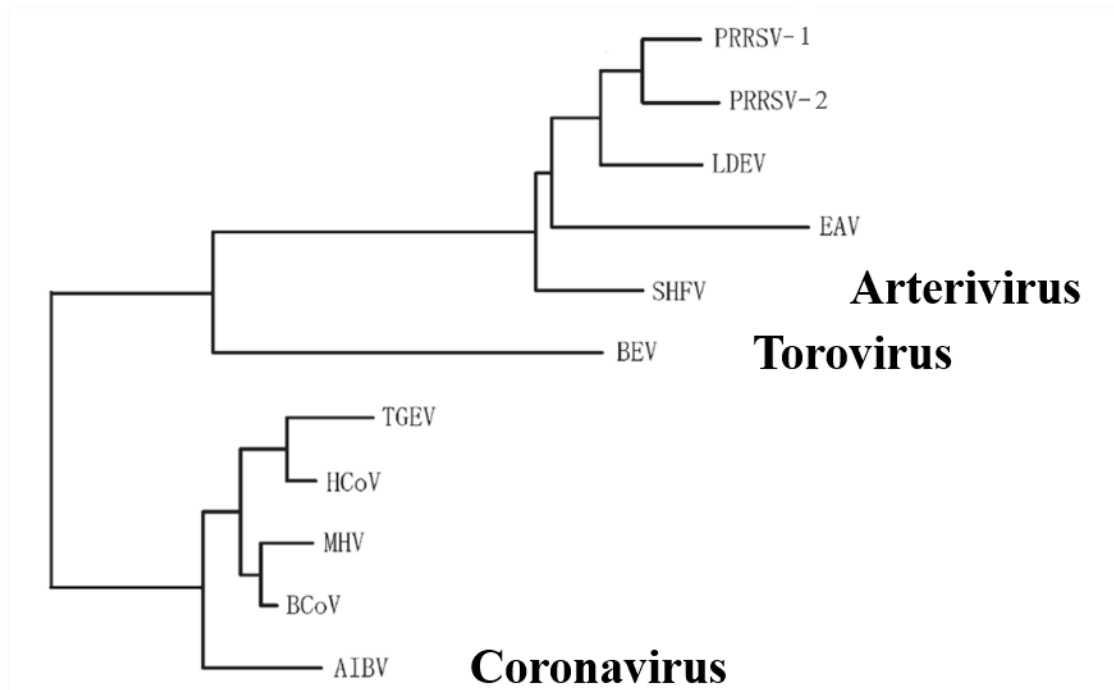 PRRSV-1
PRRSV-2
LDEV
EAV
SHFV
Arterivirus
BEV
Torovirus
TGEV
HCoV
MHV
BCoV
AIBV
Coronavirus